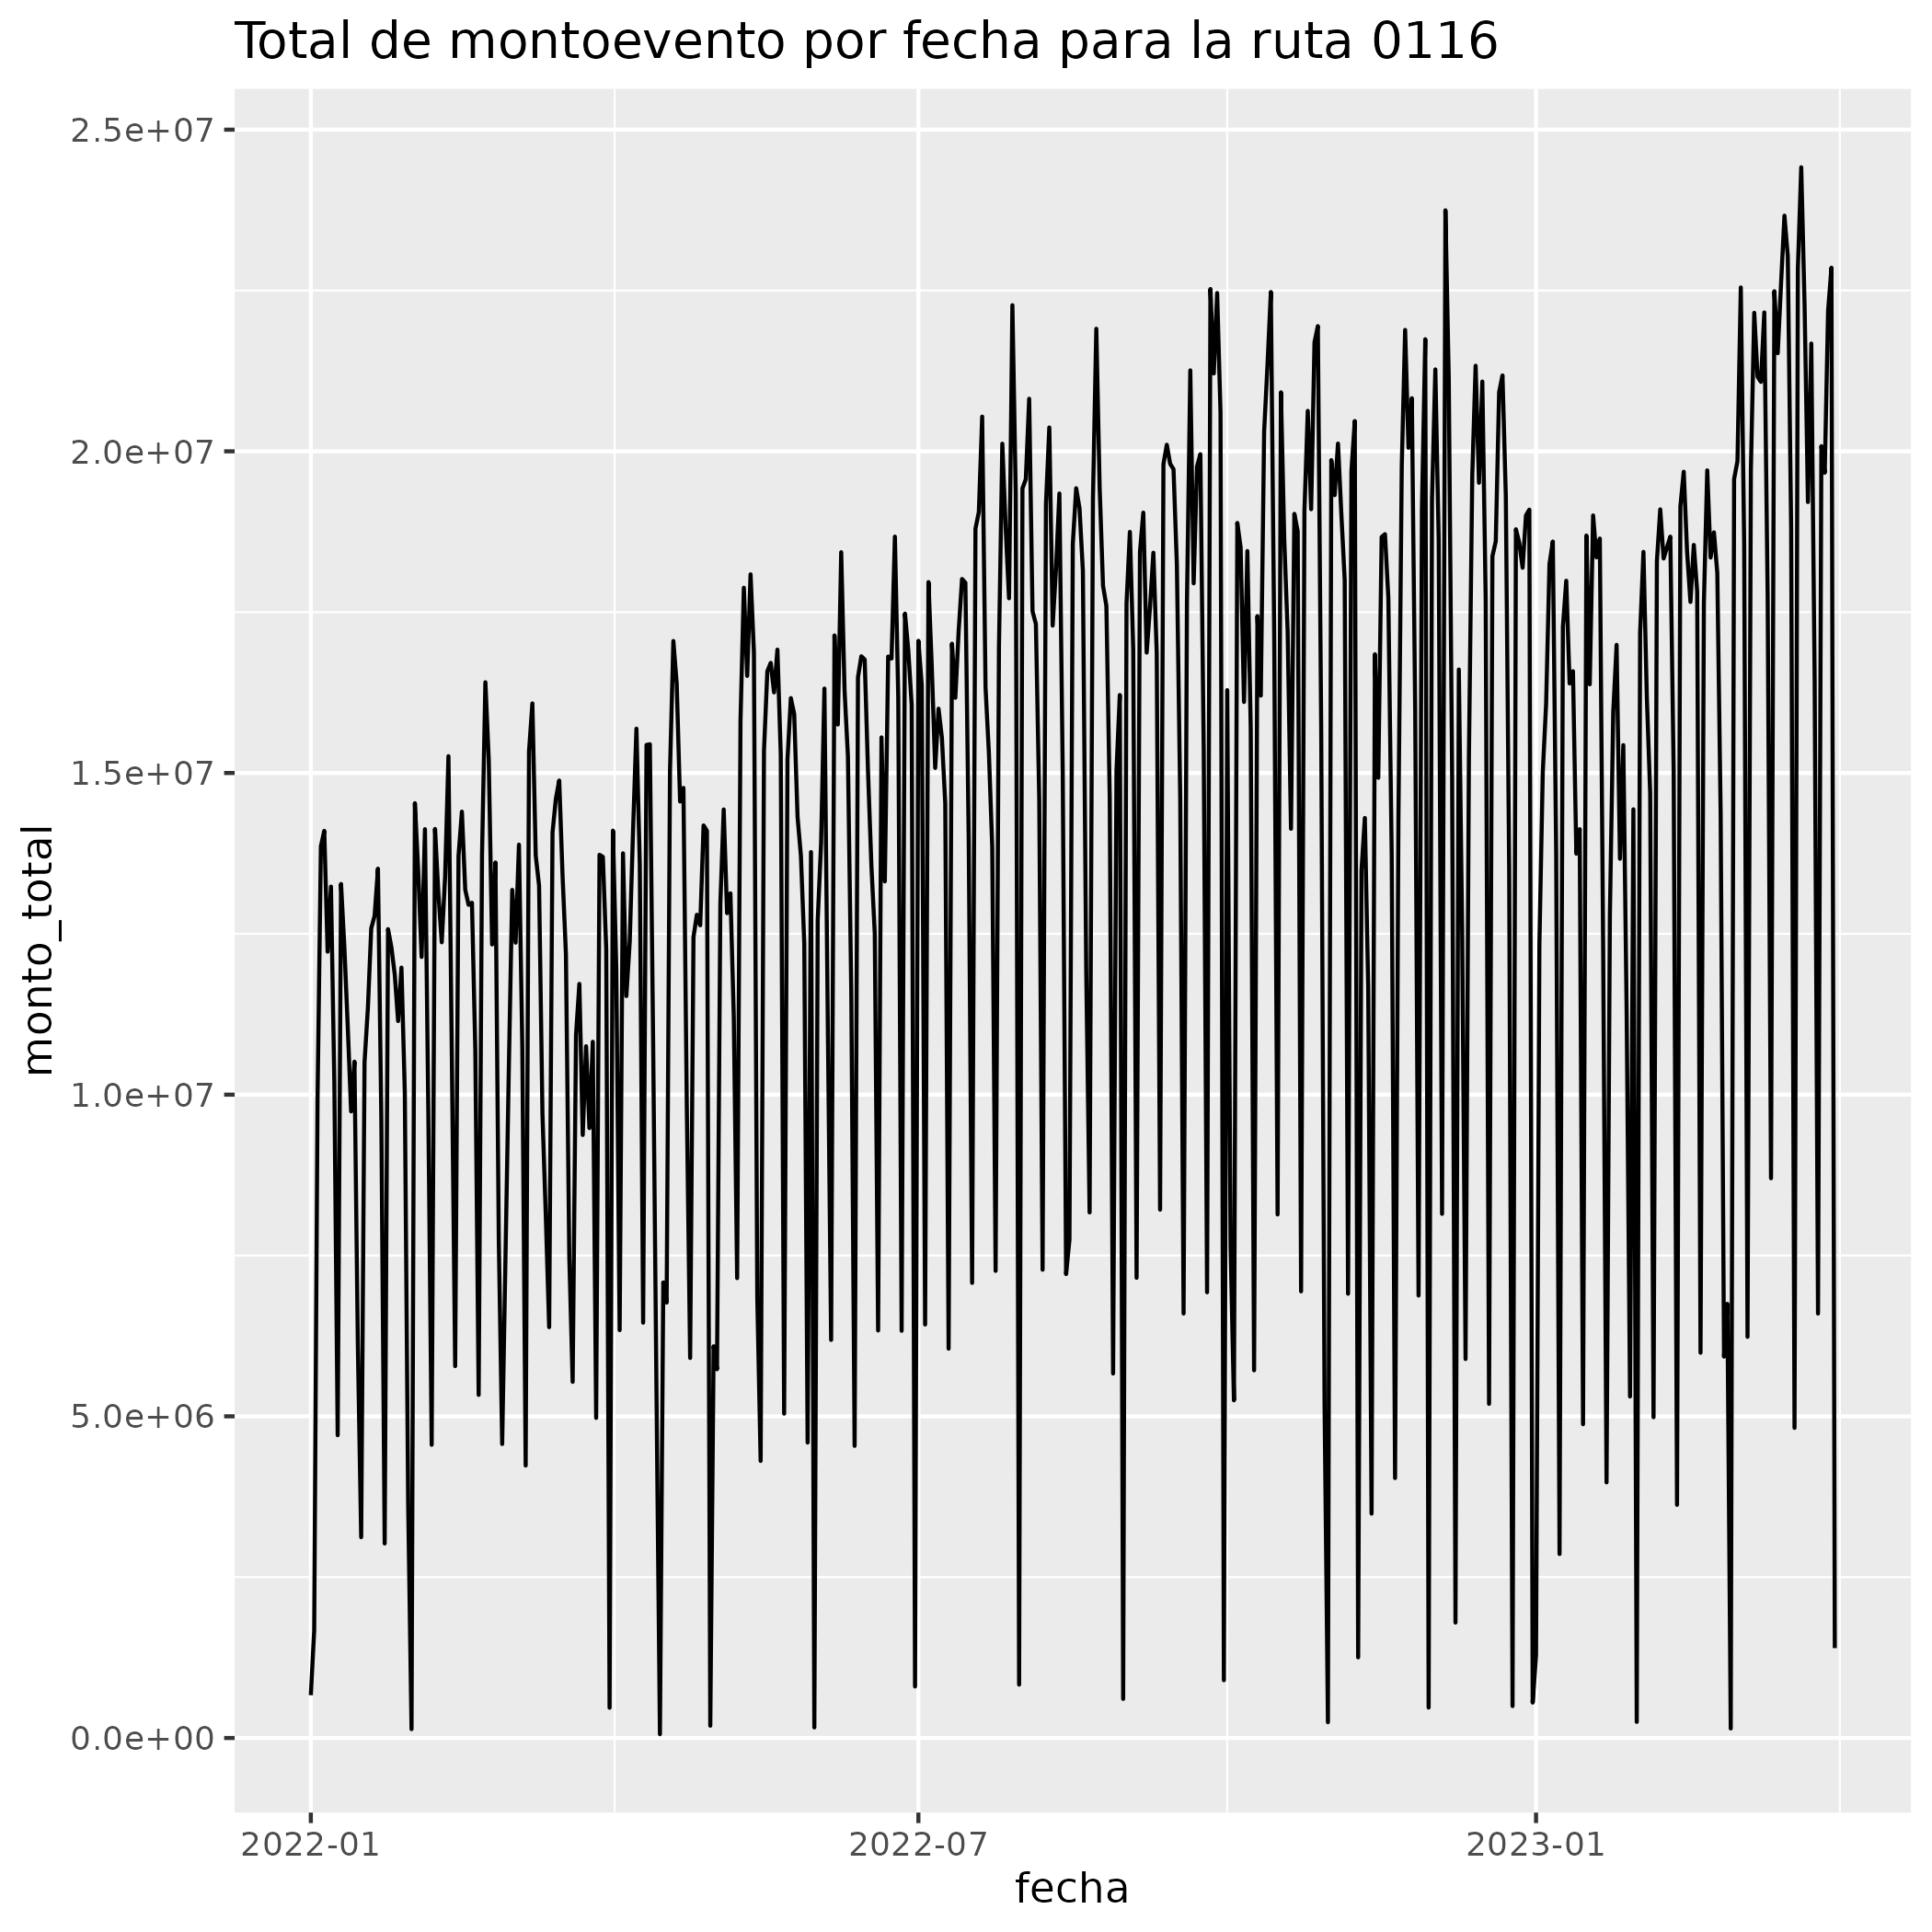 Total de montoevento por fecha para la ruta 0116
2.5e+07
2.0e+07
1.5e+07
1.0e+07
5.0e+06
0.0e+00
monto_total
2022-01
2022-07
2023-01
fecha